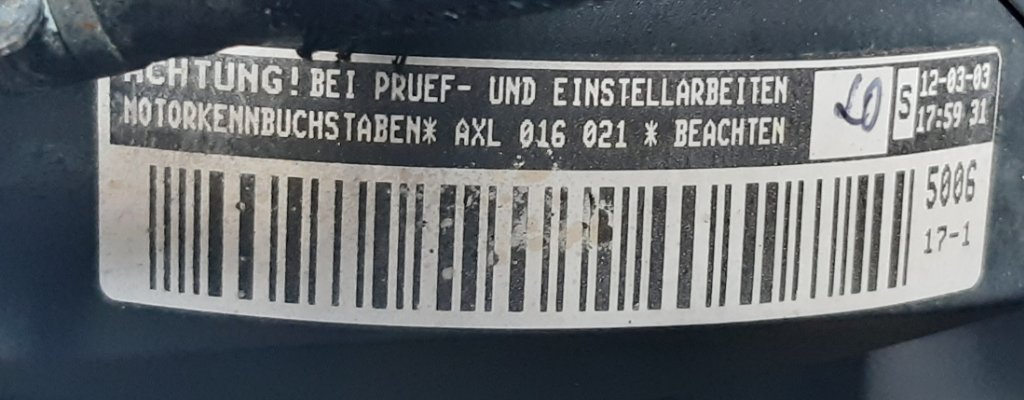 ACHTUNG! BEI PRUEF- UND EINSTELLARBEITEN
MOTORKENNBUCHSTABEN* AXL 016 021 * BEACHTEN
S
12-03-03
17:59 31
5006
17-1